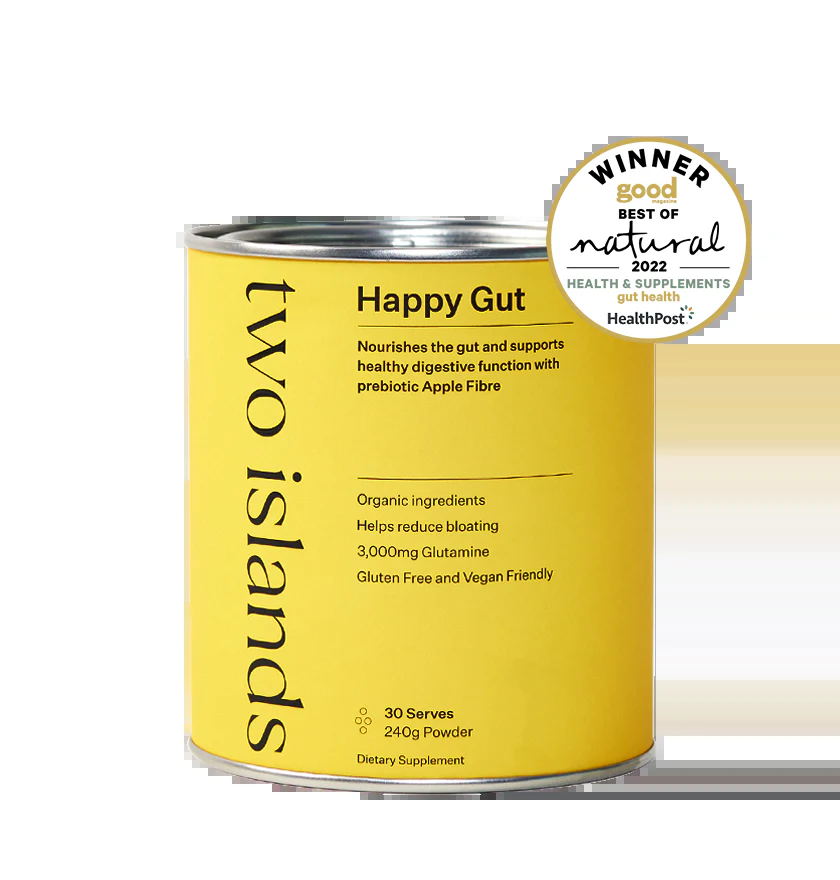 two islands
Happy Gut
Nourishes the gut and supports
healthy digestive function with
prebiotic Apple Fibre
Organic ingredients
Helps reduce bloating
3,000mg Glutamine
Gluten Free and Vegan Friendly
30 Serves
240g Powder
Dietary Supplement
WINNER
good
magazine
BEST OF
natural
2022
HEALTH & SUPPLEMENTS
gut health
HealthPost